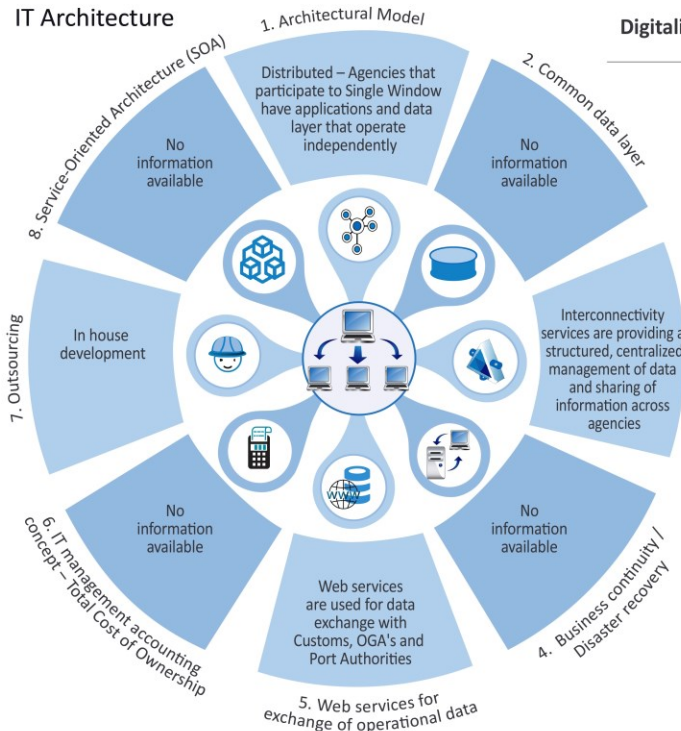 IT Architecture
Digitali
1. Architectural Model
Distributed – Agencies that
participate to Single Window
have applications and data
layer that operate
independently
2. Common data layer
No
information
available
Interconnectivity
services are providing a
structured, centralized
management of data
and sharing of
information across
agencies
4. Business continuity /
Disaster recovery
No
information
available
5. Web services for
exchange of operational data
Web services
are used for data
exchange with
Customs, OGA's and
Port Authorities
6. IT management accounting
concept – Total Cost of Ownership
No
information
available
7. Outsourcing
In house
development
8. Service-Oriented Architecture (SOA)
No
information
available
WWW